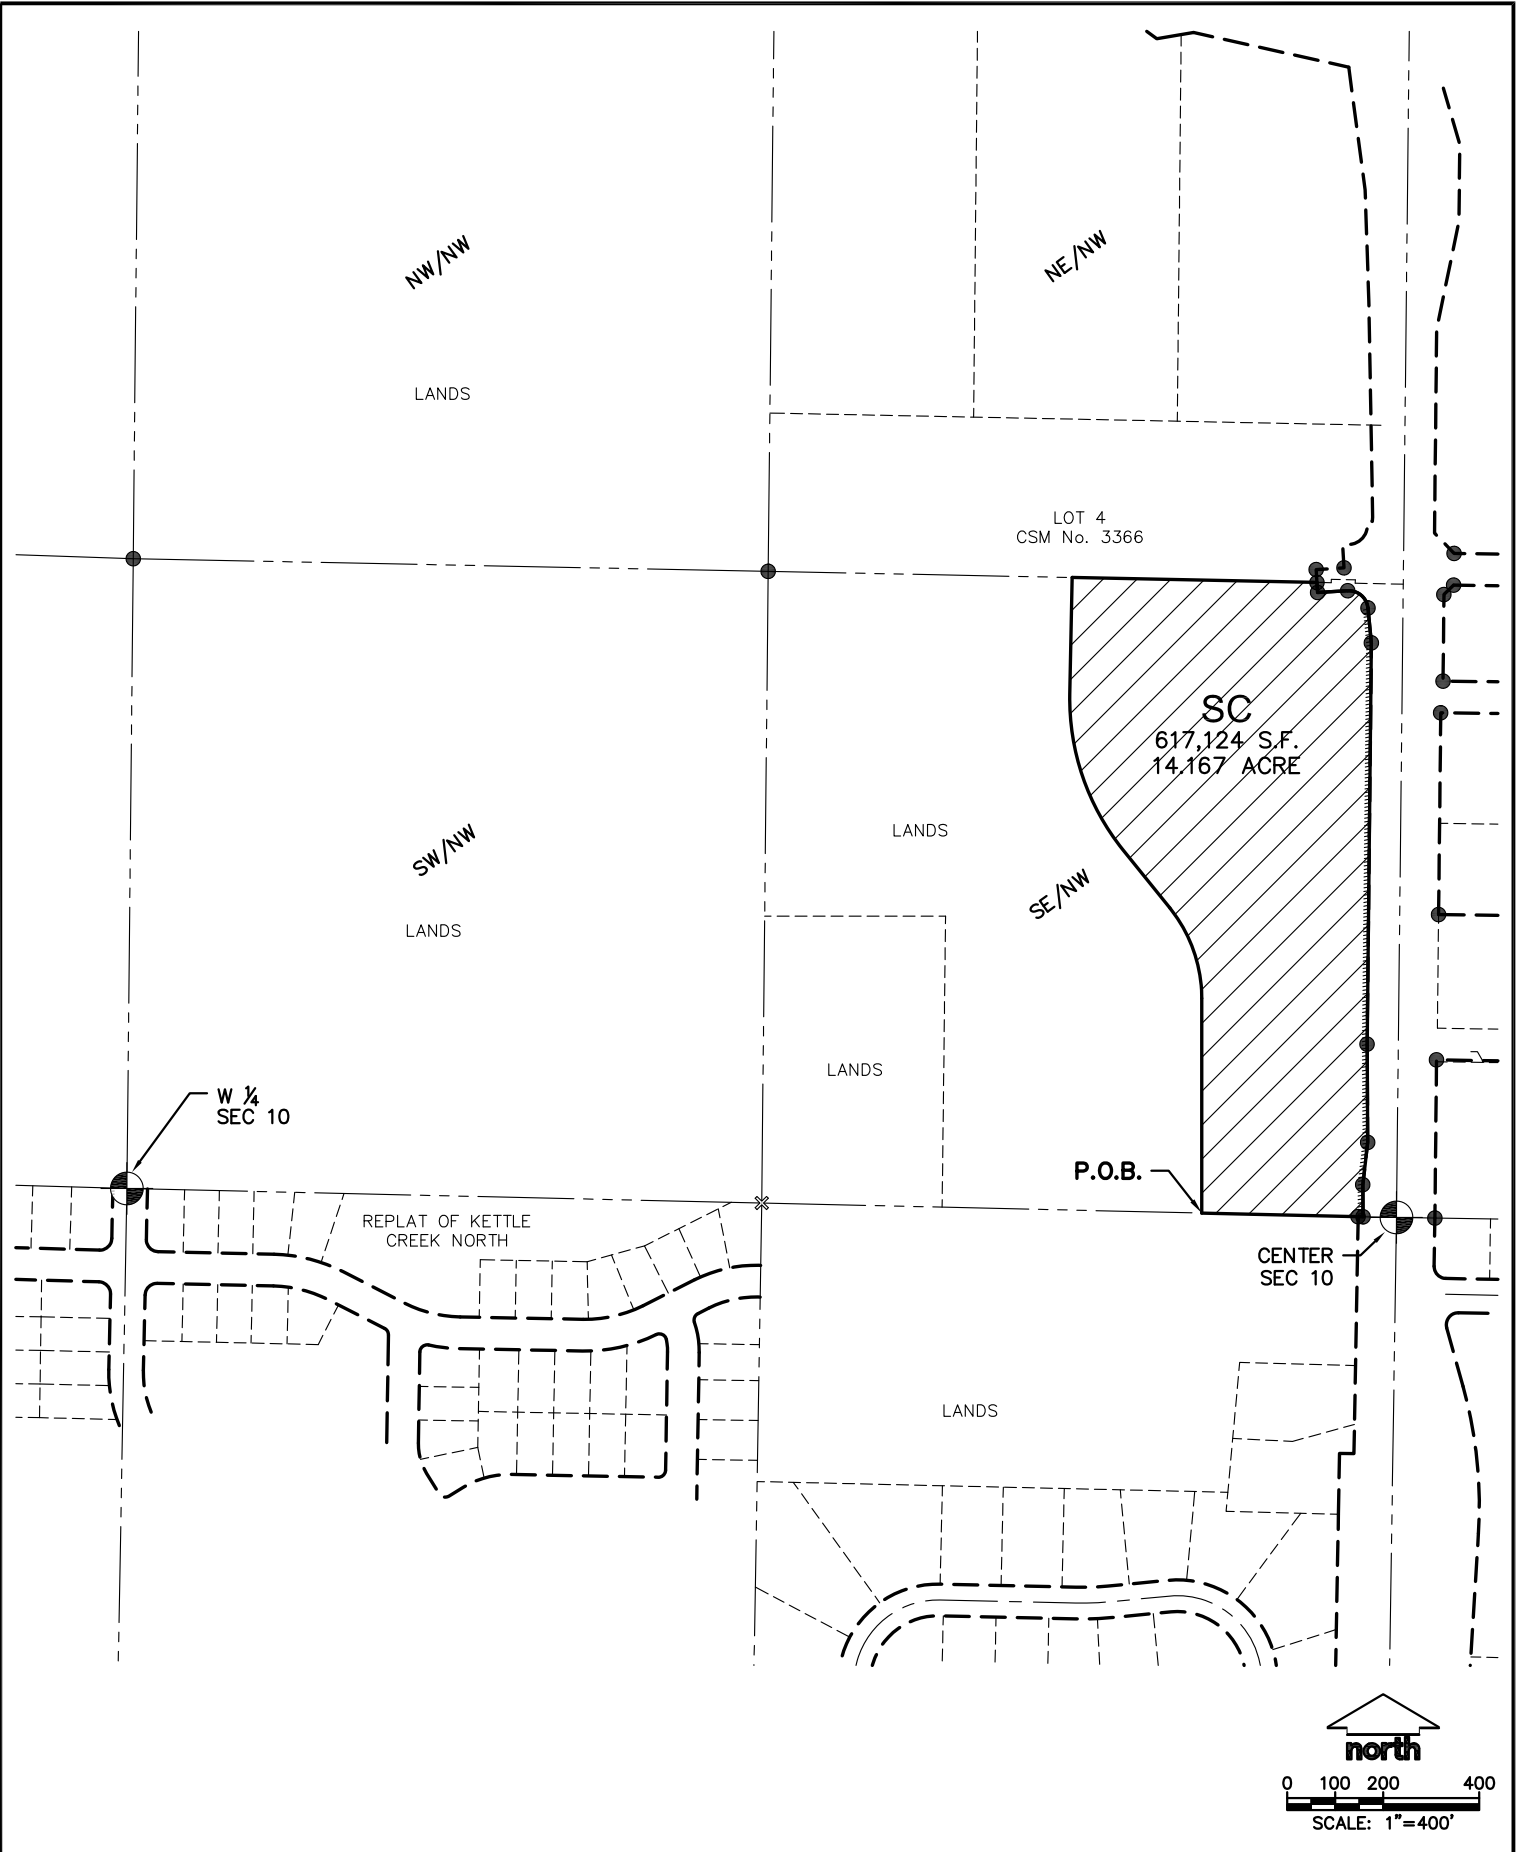 NW/NW
NE/NW
LANDS
LOT 4
CSM No. 3366
SC
617,124 S.F.
14.167 ACRE
SW/NW
LANDS
SE/NW
LANDS
LANDS
W ¼
SEC 10
P.O.B.
REPLAT OF KETTLE
CREEK NORTH
CENTER
SEC 10
LANDS
north
0 100 200 400
SCALE: 1"=400'